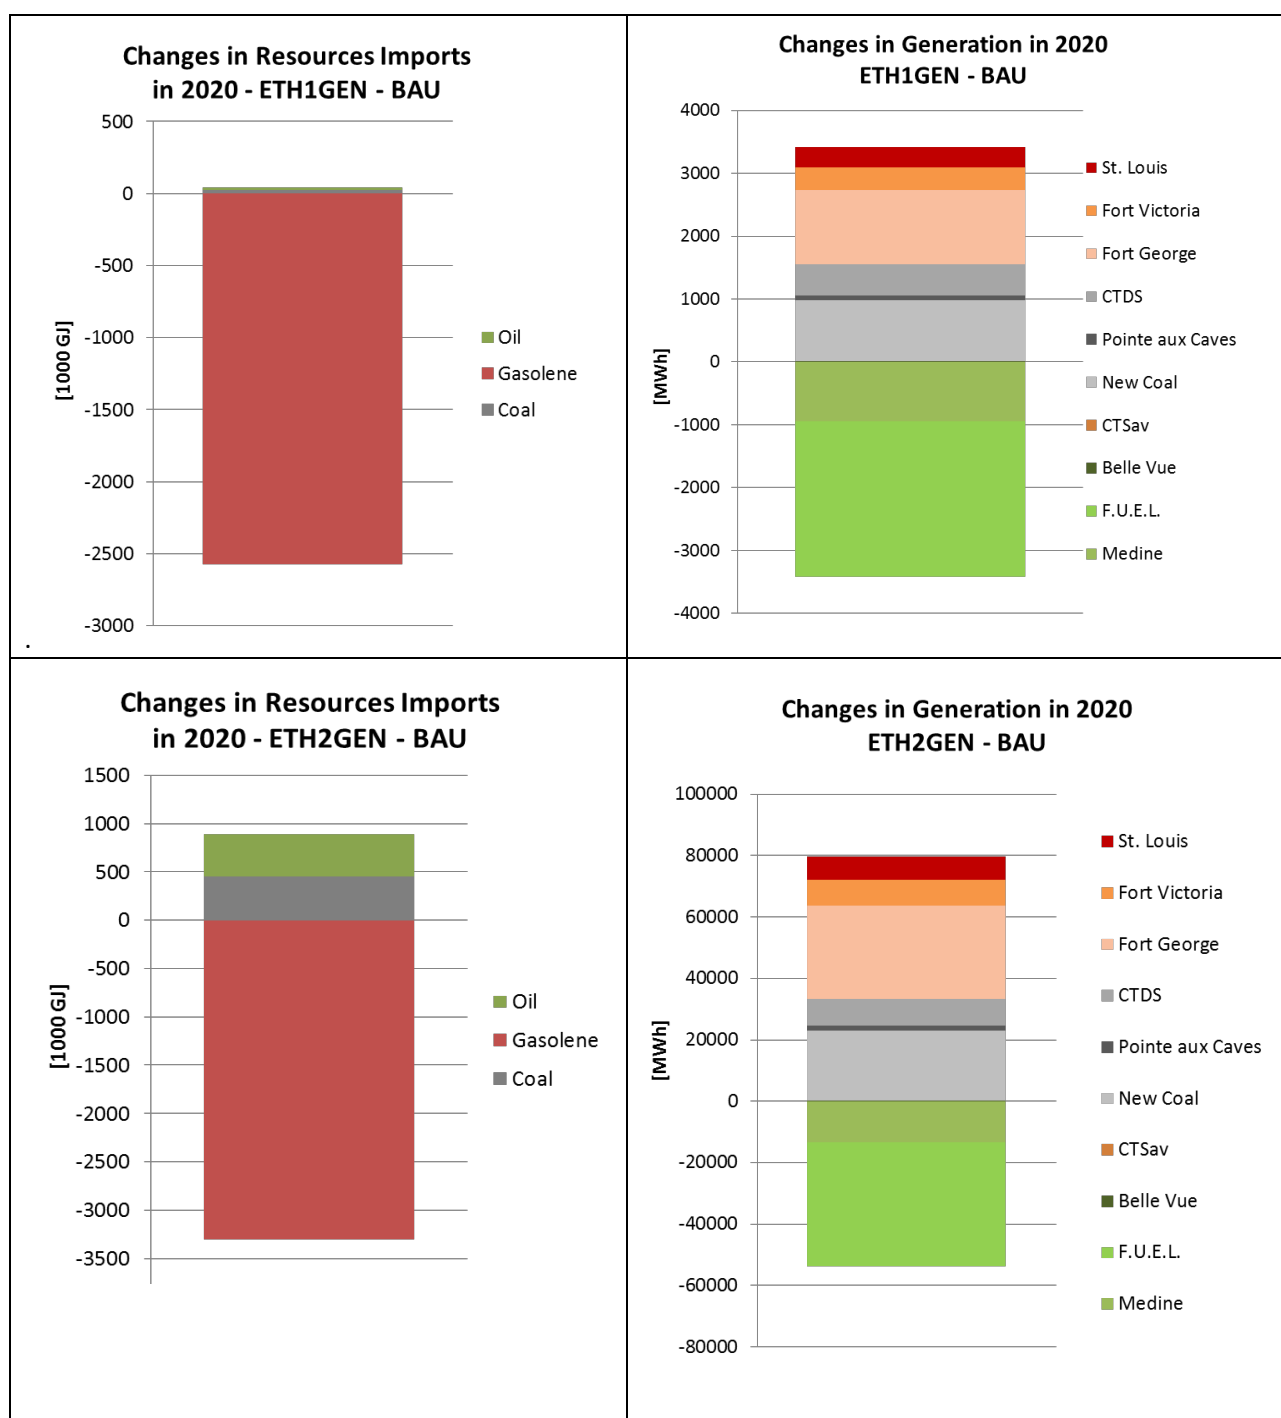 Changes in Resources Imports
in 2020 - ETH1GEN - BAU
500
0
-500
-1000
-1500
-2000
-2500
-3000
[1000 GJ]
Oil
Gasolene
Coal
.
Changes in Generation in 2020
ETH1GEN - BAU
4000
3000
2000
1000
0
-1000
-2000
-3000
-4000
[MWh]
St. Louis
Fort Victoria
Fort George
CTDS
Pointe aux Caves
New Coal
CTSav
Belle Vue
F.U.E.L.
Medine
Changes in Resources Imports
in 2020 - ETH2GEN - BAU
1500
1000
500
0
-500
-1000
-1500
-2000
-2500
-3000
-3500
[1000 GJ]
Oil
Gasolene
Coal
Changes in Generation in 2020
ETH2GEN - BAU
100000
80000
60000
40000
20000
0
-20000
-40000
-60000
-80000
[MWh]
St. Louis
Fort Victoria
Fort George
CTDS
Pointe aux Caves
New Coal
CTSav
Belle Vue
F.U.E.L.
Medine